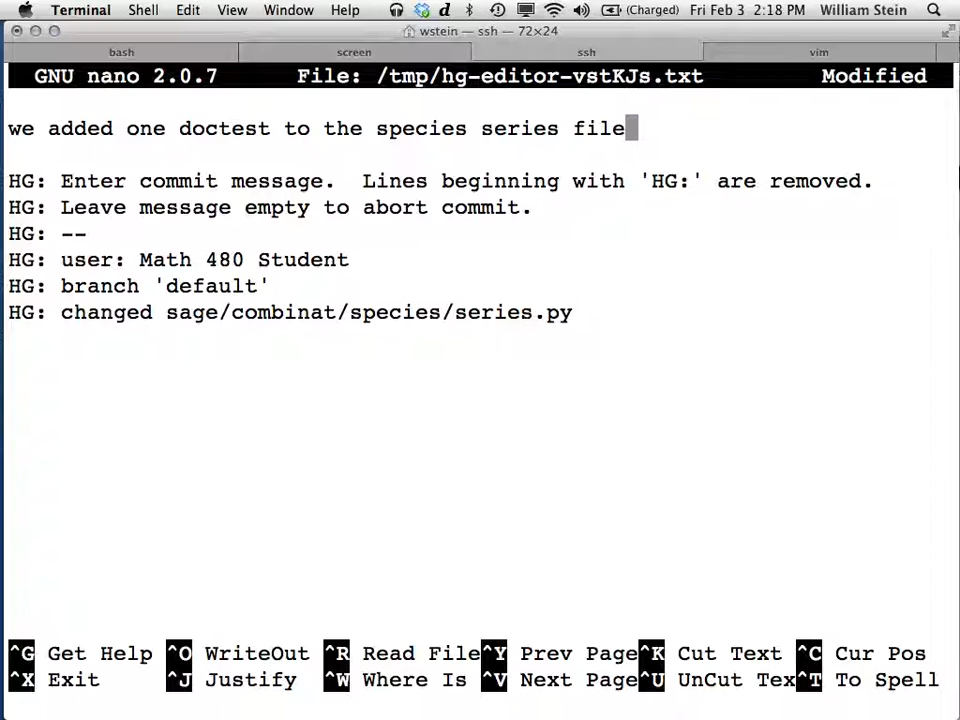 Terminal Shell Edit View Window Help (Charged) Fri Feb 3 2:18 PM William Stein
wstein — ssh — 72×24
bash screen ssh vim
GNU nano 2.0.7 File: /tmp/hg-editor-vstKJs.txt Modified
we added one doctest to the species series file
HG: Enter commit message. Lines beginning with 'HG:' are removed.
HG: Leave message empty to abort commit.
HG: --
HG: user: Math 480 Student
HG: branch 'default'
HG: changed sage/combinat/species/series.py
^G Get Help ^O WriteOut ^R Read File ^Y Prev Page ^K Cut Text ^C Cur Pos
^X Exit ^J Justify ^W Where Is ^V Next Page ^U UnCut Tex ^T To Spell